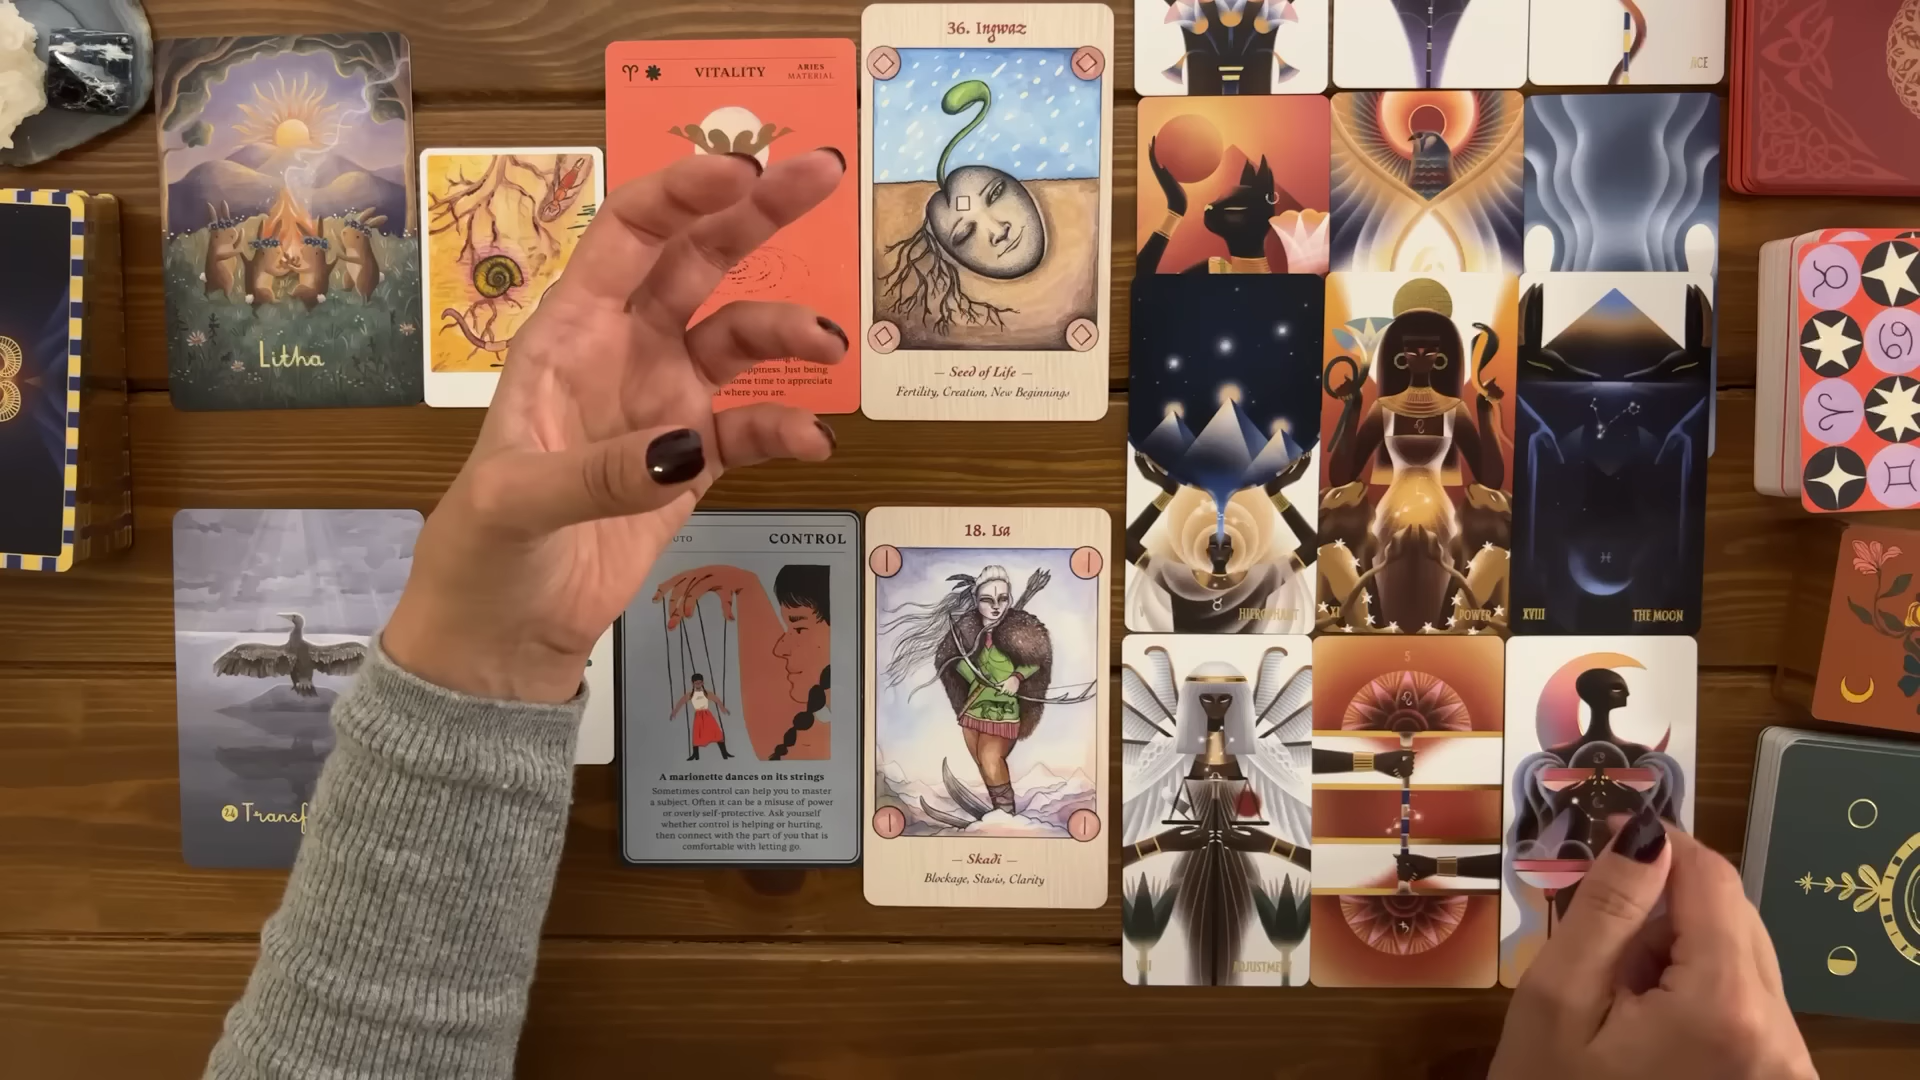 36. Ingwaz
VITALITY
ARIES
MATERIAL
ACE
Litha
Just being
some time to appreciate
where you are.
— Seed of Life —
Fertility, Creation, New Beginnings
CONTROL
18. Isa
A marionette dances on its strings
Sometimes control can help you to master
a subject. Often it can be a misuse of power
or overly self-protective. Ask yourself
whether control is helping or hurting,
then connect with the part of you that is
comfortable with letting go.
— Skadi —
Blockage, Stasis, Clarity
HIEROPHANT
POWER
XVIII
THE MOON
5
24
ADJUSTMENT